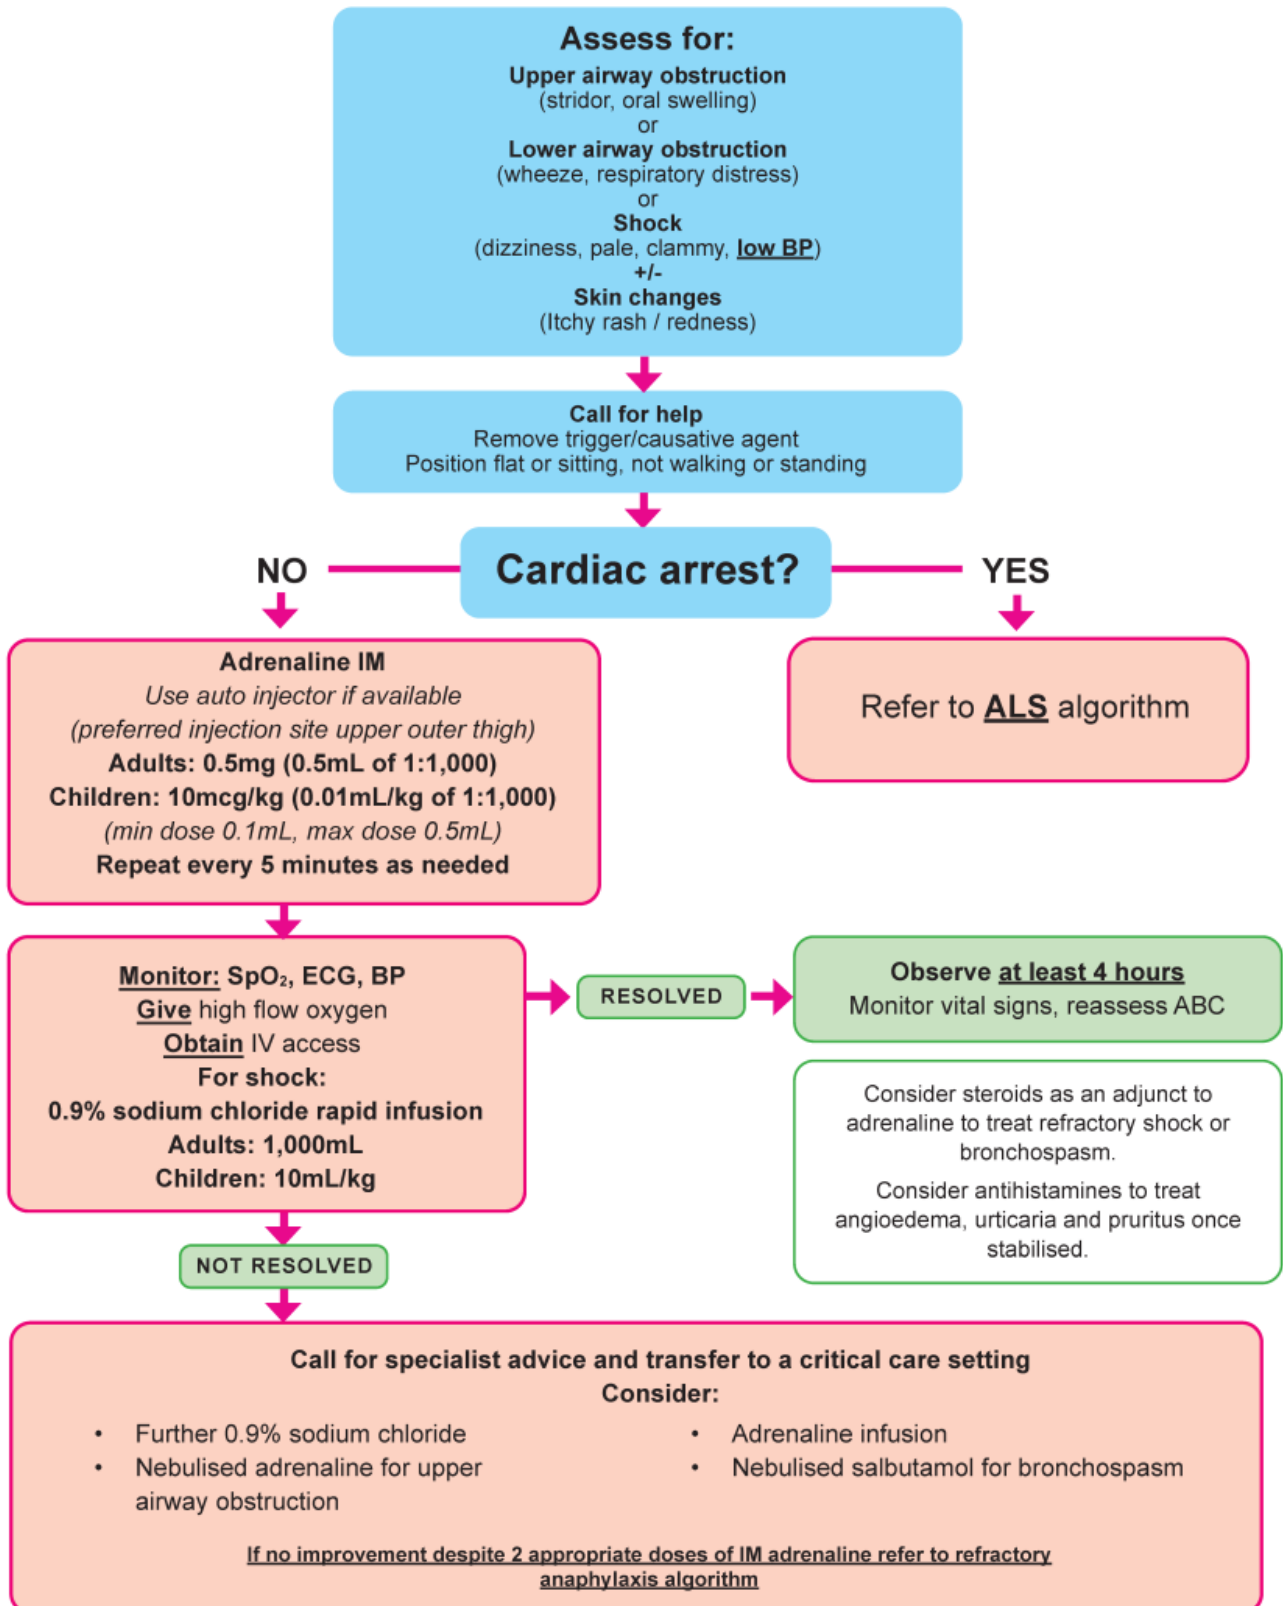 Assess for:
Upper airway obstruction
(stridor, oral swelling)
or
Lower airway obstruction
(wheeze, respiratory distress)
or
Shock
(dizziness, pale, clammy, low BP)
+/-
Skin changes
(Itchy rash / redness)
Call for help
Remove trigger/causative agent
Position flat or sitting, not walking or standing
Cardiac arrest?
NO
YES
Adrenaline IM
Use auto injector if available
(preferred injection site upper outer thigh)
Adults: 0.5mg (0.5mL of 1:1,000)
Children: 10mcg/kg (0.01mL/kg of 1:1,000)
(min dose 0.1mL, max dose 0.5mL)
Repeat every 5 minutes as needed
Refer to ALS algorithm
Monitor: SpO₂, ECG, BP
Give high flow oxygen
Obtain IV access
For shock:
0.9% sodium chloride rapid infusion
Adults: 1,000mL
Children: 10mL/kg
RESOLVED
Observe at least 4 hours
Monitor vital signs, reassess ABC
Consider steroids as an adjunct to
adrenaline to treat refractory shock or
bronchospasm.
Consider antihistamines to treat
angioedema, urticaria and pruritus once
stabilised.
NOT RESOLVED
Call for specialist advice and transfer to a critical care setting
Consider:
• Further 0.9% sodium chloride
• Nebulised adrenaline for upper
airway obstruction
• Adrenaline infusion
• Nebulised salbutamol for bronchospasm
If no improvement despite 2 appropriate doses of IM adrenaline refer to refractory
anaphylaxis algorithm